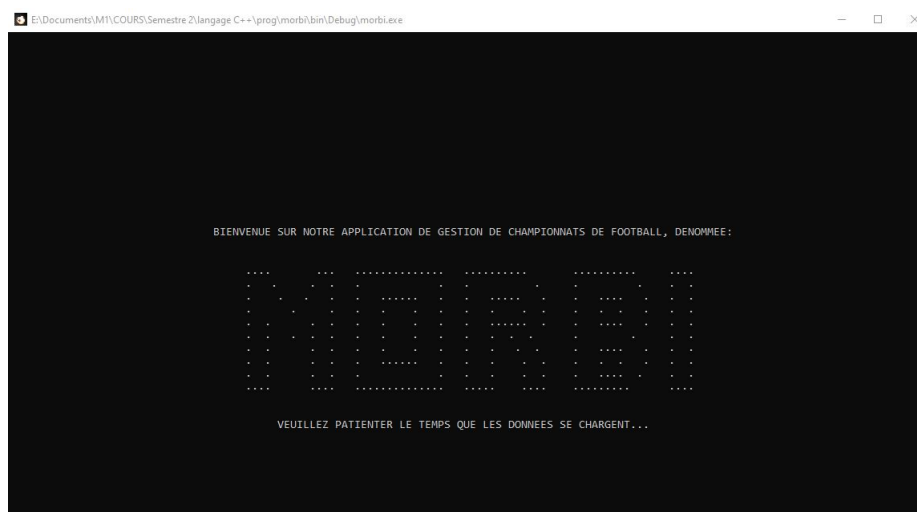 E:\Documents\M1\COURS\Semestre 2\langage C++\prog\morbi\bin\Debug\morbi.exe
BIENVENUE SUR NOTRE APPLICATION DE GESTION DE CHAMPIONNATS DE FOOTBALL, DENOMMEE:
MORBI
VEUILLEZ PATIENTER LE TEMPS QUE LES DONNEES SE CHARGENT...